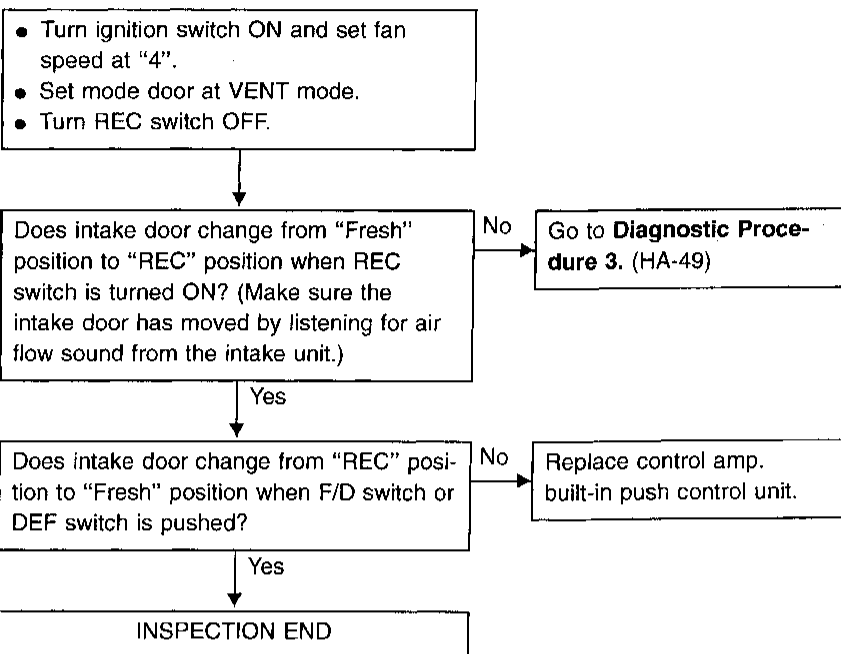 ● Turn ignition switch ON and set fan
speed at “4”.
● Set mode door at VENT mode.
● Turn REC switch OFF.
Does intake door change from “Fresh”
position to “REC” position when REC
switch is turned ON? (Make sure the
intake door has moved by listening for air
flow sound from the intake unit.)
No
Go to Diagnostic Proce-
dure 3. (HA-49)
Yes
Does intake door change from “REC” posi-
tion to “Fresh” position when F/D switch or
DEF switch is pushed?
No
Replace control amp.
built-in push control unit.
Yes
INSPECTION END